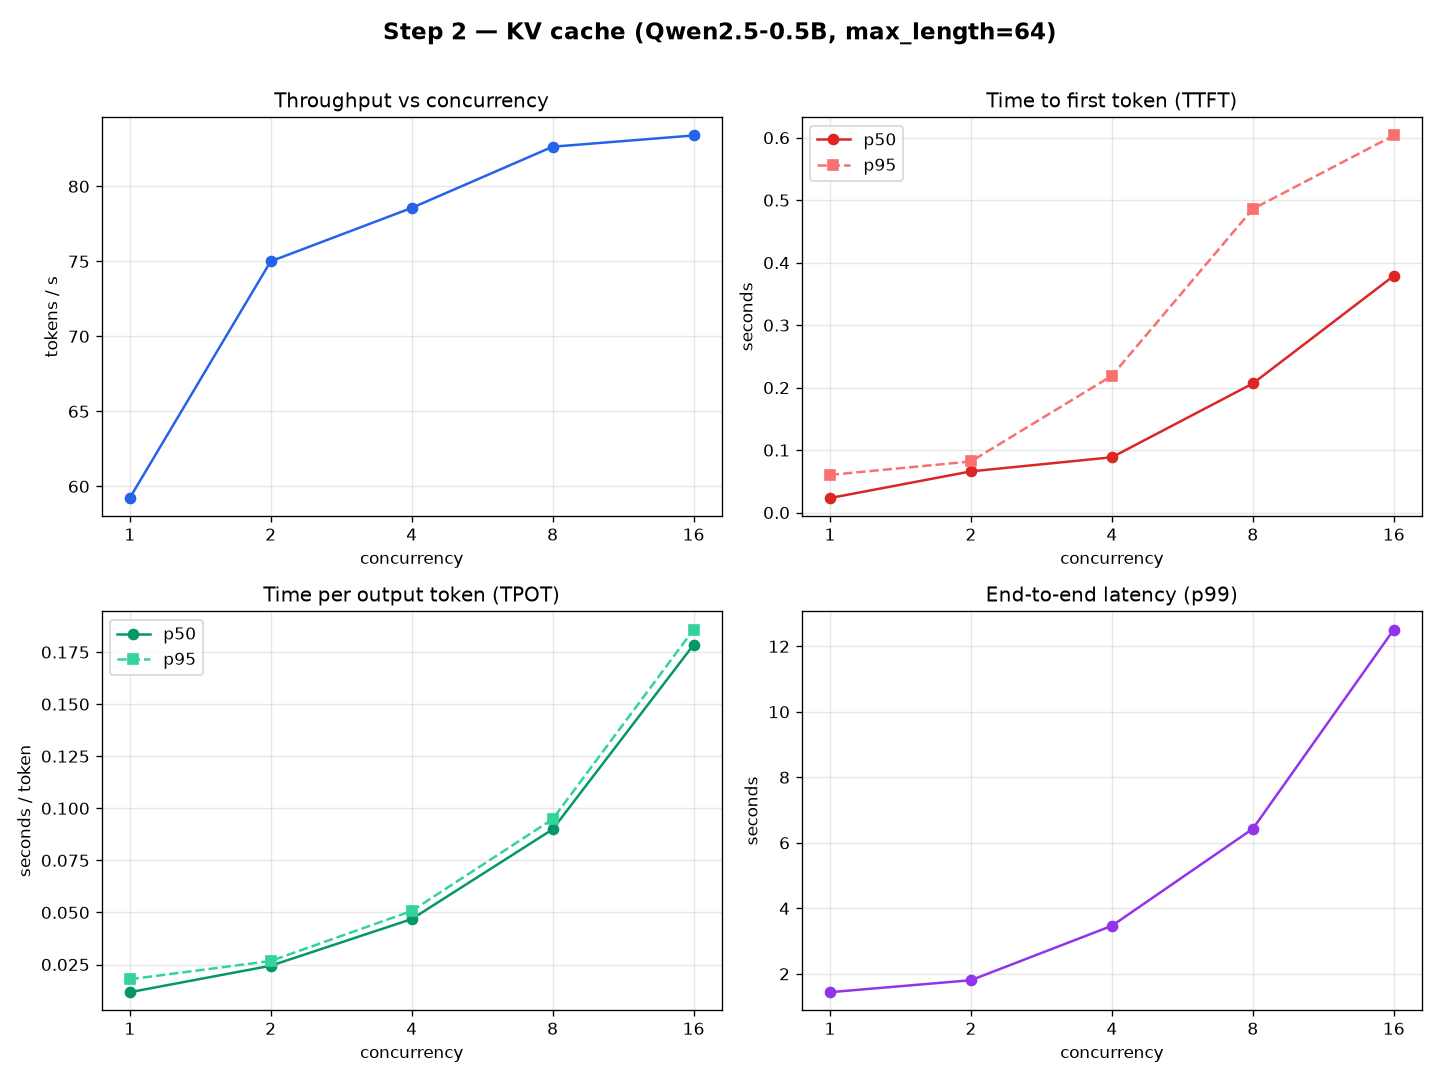 Step 2 — KV cache (Qwen2.5-0.5B, max_length=64)
Throughput vs concurrency
tokens / s
80
75
70
65
60
1 2 4 8 16
concurrency
Time to first token (TTFT)
p50
p95
seconds
0.6
0.5
0.4
0.3
0.2
0.1
0.0
1 2 4 8 16
concurrency
Time per output token (TPOT)
p50
p95
seconds / token
0.175
0.150
0.125
0.100
0.075
0.050
0.025
1 2 4 8 16
concurrency
End-to-end latency (p99)
seconds
12
10
8
6
4
2
1 2 4 8 16
concurrency